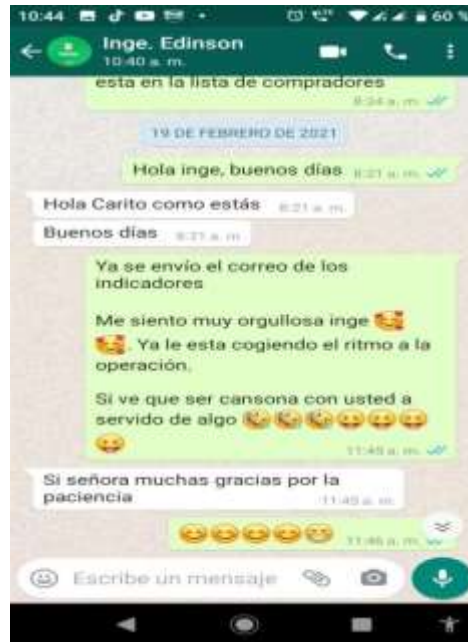 10:44
60 %
Inge. Edinson
10:40 a. m.
esta en la lista de compradores
8:24 a. m.
19 DE FEBRERO DE 2021
Hola inge, buenos días 8:21 a. m.
Hola Carito como estás 8:21 a. m.
Buenos días 8:21 a. m.
Ya se envío el correo de los
indicadores
Me siento muy orgullosa inge 🥰
🥰. Ya le esta cogiendo el ritmo a la
operación.
Si ve que ser cansona con usted a
servido de algo
11:45 a. m.
Si señora muchas gracias por la
paciencia
11:45 a. m.
11:46 a. m.
Escribe un mensaje